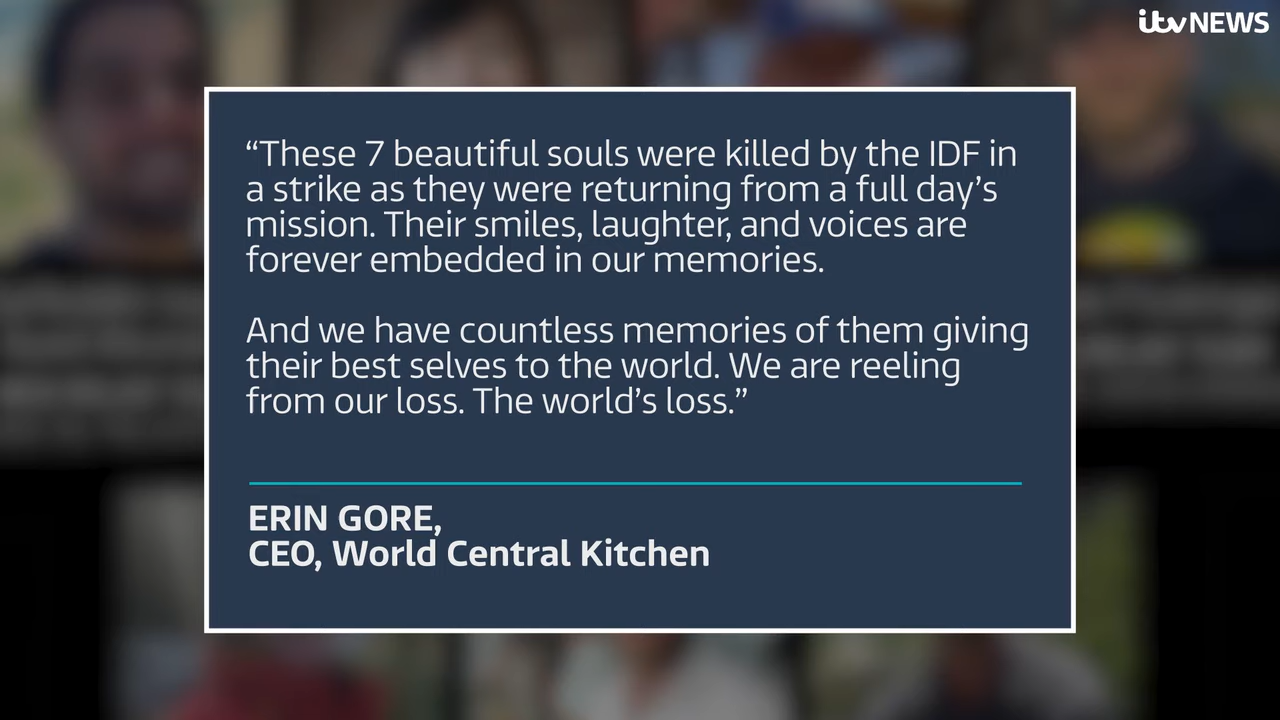 itv NEWS
“These 7 beautiful souls were killed by the IDF in
a strike as they were returning from a full day’s
mission. Their smiles, laughter, and voices are
forever embedded in our memories.
And we have countless memories of them giving
their best selves to the world. We are reeling
from our loss. The world’s loss.”
ERIN GORE,
CEO, World Central Kitchen